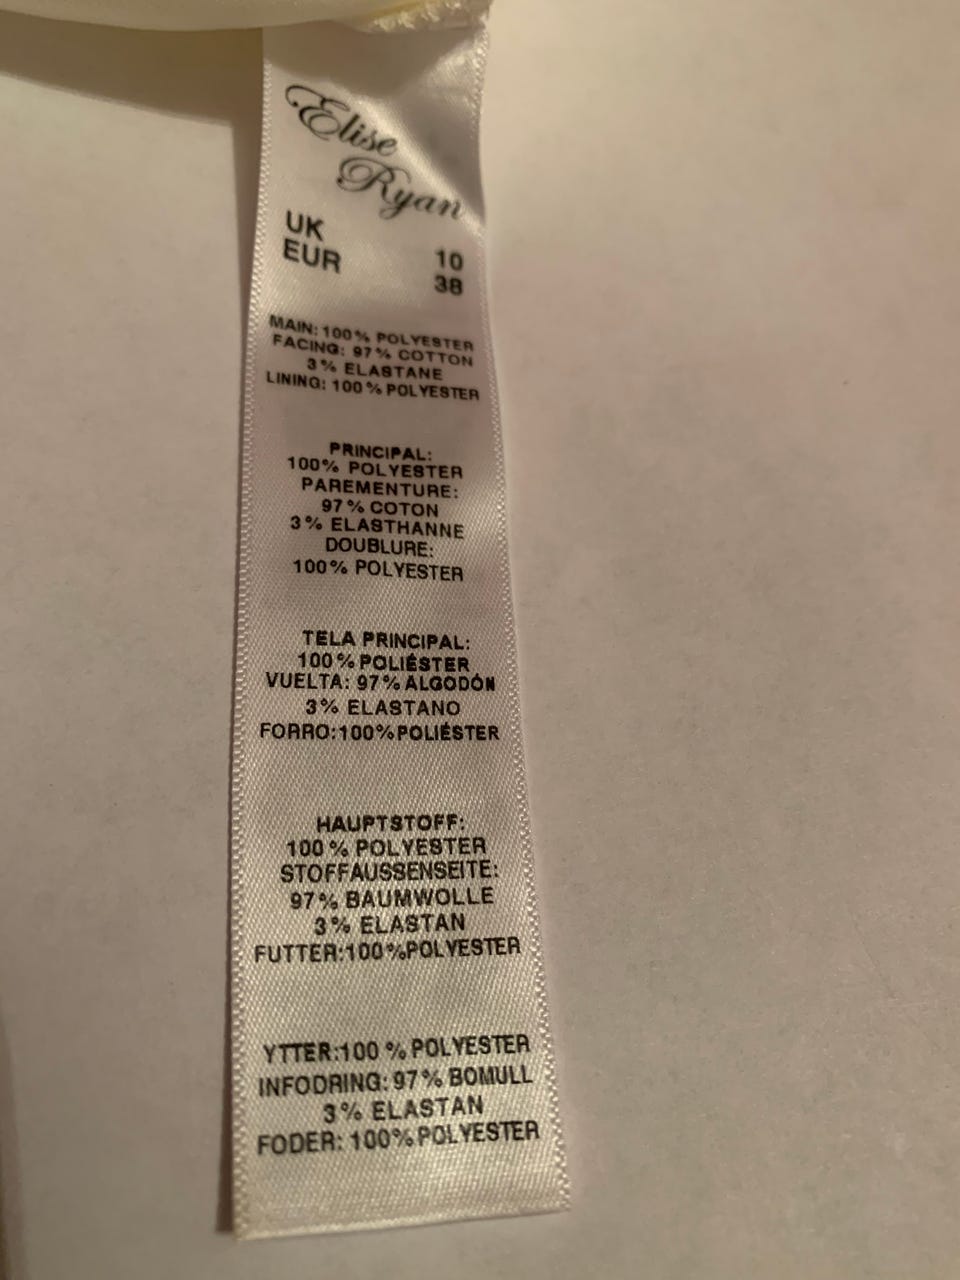 Elise
Ryan
UK 10
EUR 38
MAIN: 100% POLYESTER
FACING: 97% COTTON
3% ELASTANE
LINING: 100% POLYESTER
PRINCIPAL:
100% POLYESTER
PAREMENTURE:
97% COTON
3% ELASTHANNE
DOUBLURE:
100% POLYESTER
TELA PRINCIPAL:
100% POLIÉSTER
VUELTA: 97% ALGODÓN
3% ELASTANO
FORRO:100%POLIÉSTER
HAUPTSTOFF:
100% POLYESTER
STOFFAUSSENSEITE:
97% BAUMWOLLE
3% ELASTAN
FUTTER:100%POLYESTER
YTTER:100 % POLYESTER
INFODRING: 97% BOMULL
3% ELASTAN
FODER: 100%POLYESTER